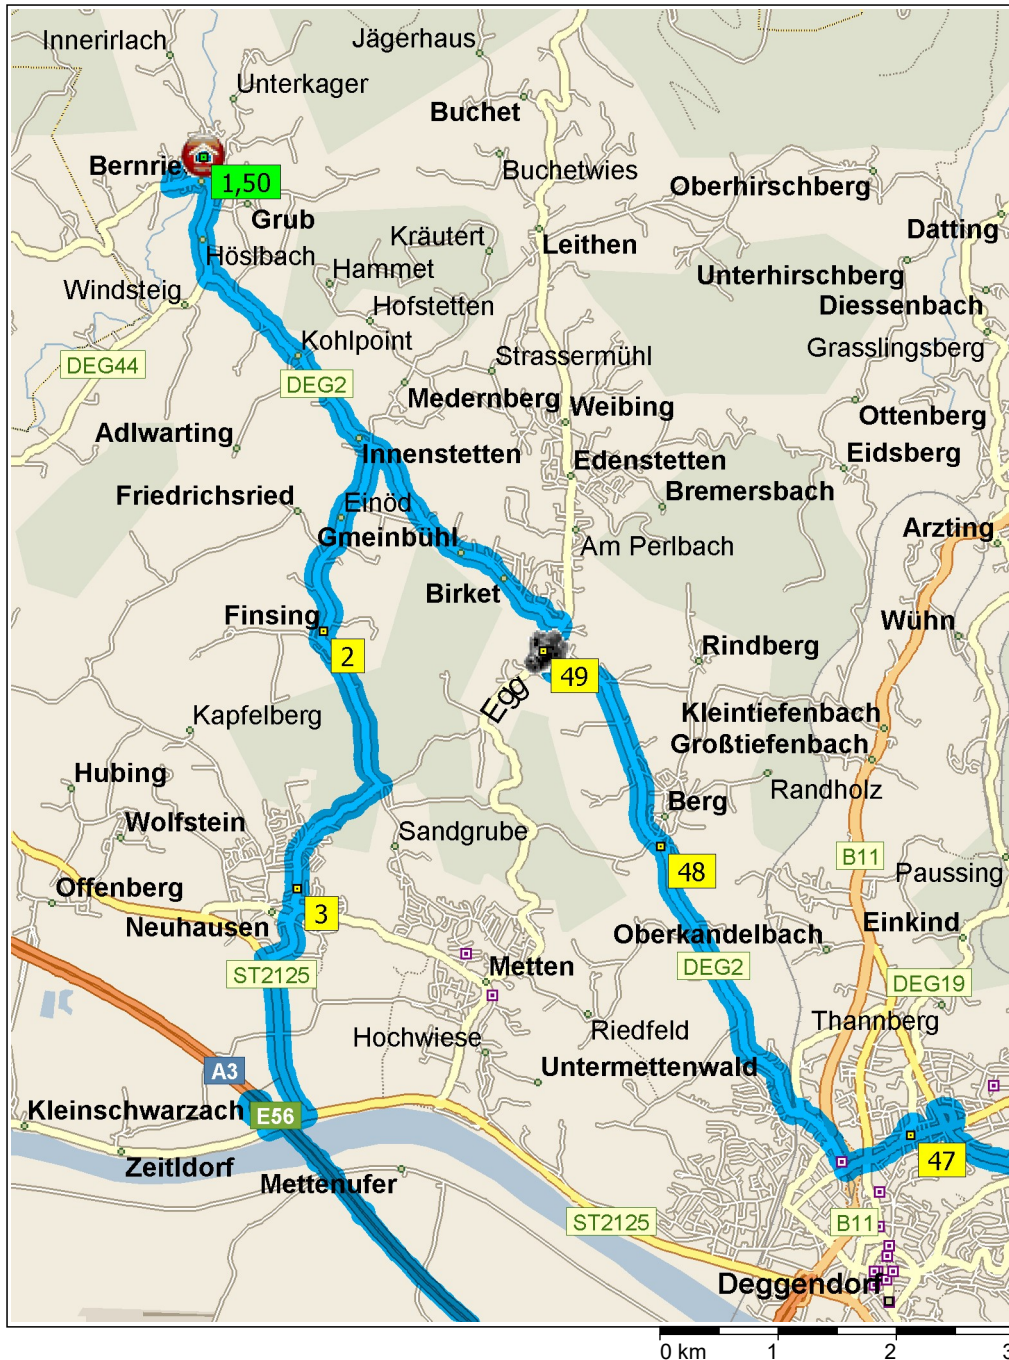 Innerirlach
Jägerhaus
Unterkager
Buchet
Bernrie
Buchetwies
1,50
Oberhirschberg
Grub
Datting
Kräutert
Leithen
Höslbach
Hammet
Unterhirschberg
Windsteig
Hofstetten
Diessenbach
Kohlpoint
Grasslingsberg
DEG44
Strassermühl
DEG2
Medernberg
Weibing
Ottenberg
Adlwarting
Innenstetten
Edenstetten
Eidsberg
Friedrichsried
Einöd
Bremersbach
Gmeinbühl
Am Perlbach
Arzting
Birket
Finsing
Wühn
2
Rindberg
49
Egg
Kapfelberg
Kleintiefenbach
Großtiefenbach
Hubing
Berg
Randholz
Wolfstein
Sandgrube
B11
48
Paussing
Offenberg
3
Neuhausen
Oberkandelbach
Einkind
ST2125
Metten
DEG2
DEG19
Riedfeld
Thannberg
Hochwiese
A3
Untermettenwald
Kleinschwarzach
E56
Zeitldorf
47
Mettenufer
ST2125
B11
Deggendorf
0 km
1
2
3